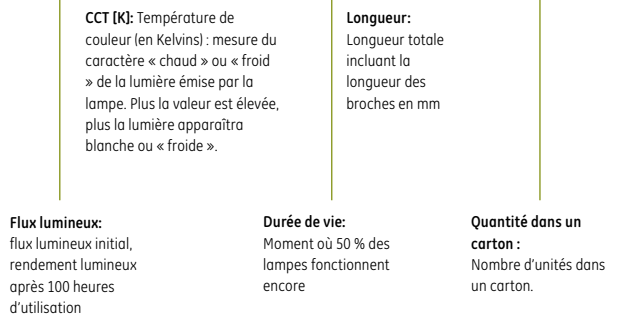 CCT [K]: Température de
couleur (en Kelvins) : mesure du
caractère « chaud » ou « froid
» de la lumière émise par la
lampe. Plus la valeur est élevée,
plus la lumière apparaîtra
blanche ou « froide ».
Longueur:
Longueur totale
incluant la
longueur des
broches en mm
Flux lumineux:
flux lumineux initial,
rendement lumineux
après 100 heures
d’utilisation
Durée de vie:
Moment où 50 % des
lampes fonctionnent
encore
Quantité dans un
carton :
Nombre d’unités dans
un carton.